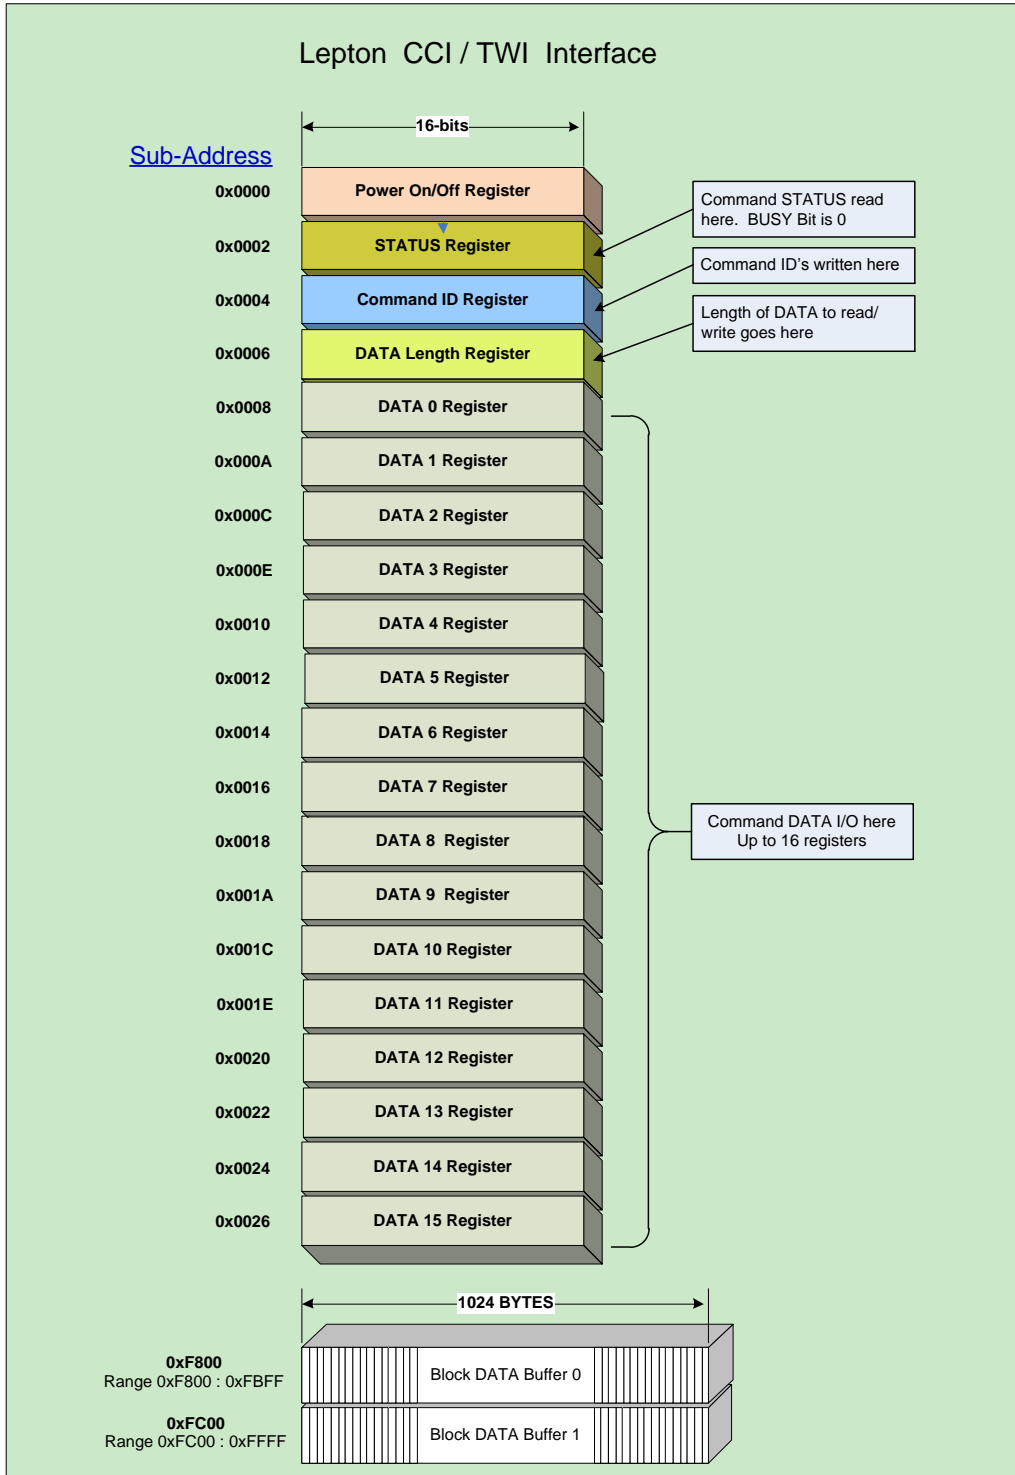 Lepton CCI / TWI Interface
16-bits
Sub-Address
0x0000 Power On/Off Register
Command STATUS read
here. BUSY Bit is 0
0x0002 STATUS Register
Command ID's written here
0x0004 Command ID Register
Length of DATA to read/
write goes here
0x0006 DATA Length Register
0x0008 DATA 0 Register
0x000A DATA 1 Register
0x000C DATA 2 Register
0x000E DATA 3 Register
0x0010 DATA 4 Register
0x0012 DATA 5 Register
0x0014 DATA 6 Register
0x0016 DATA 7 Register
Command DATA I/O here
Up to 16 registers
0x0018 DATA 8 Register
0x001A DATA 9 Register
0x001C DATA 10 Register
0x001E DATA 11 Register
0x0020 DATA 12 Register
0x0022 DATA 13 Register
0x0024 DATA 14 Register
0x0026 DATA 15 Register
1024 BYTES
0xF800
Range 0xF800 : 0xFBFF
Block DATA Buffer 0
0xFC00
Range 0xFC00 : 0xFFFF
Block DATA Buffer 1